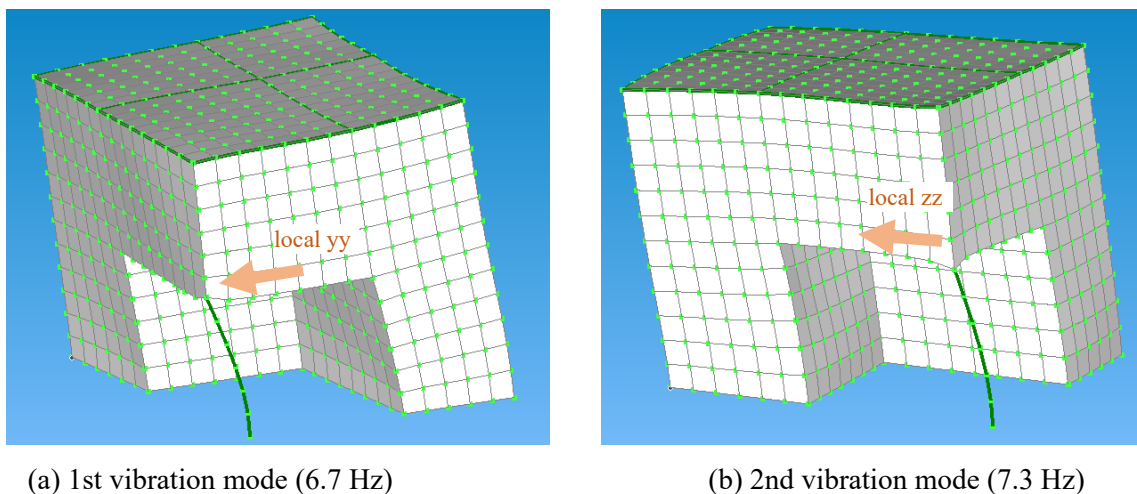 local yy
local zz
(a) 1st vibration mode (6.7 Hz)
(b) 2nd vibration mode (7.3 Hz)